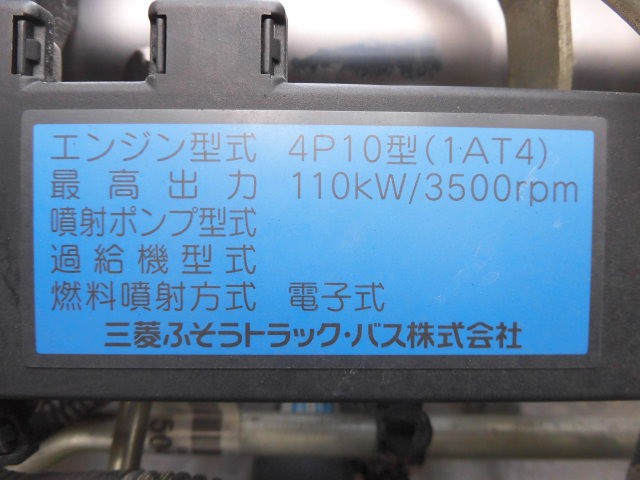 エンジン型式 4P10型(1AT4)
最高出力 110kW/3500rpm
噴射ポンプ型式
過給機型式
燃料噴射方式 電子式
三菱ふそうトラック・バス株式会社